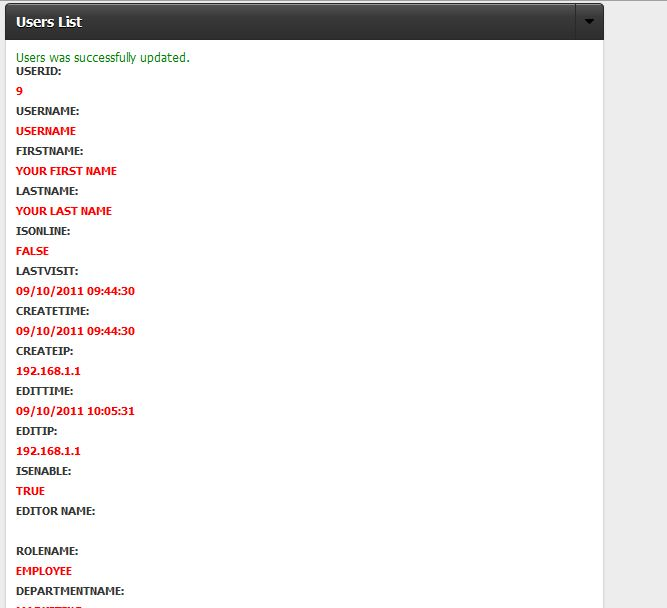 Users List
Users was successfully updated.
USERID:
9
USERNAME:
USERNAME
FIRSTNAME:
YOUR FIRST NAME
LASTNAME:
YOUR LAST NAME
ISONLINE:
FALSE
LASTVISIT:
09/10/2011 09:44:30
CREATETIME:
09/10/2011 09:44:30
CREATEIP:
192.168.1.1
EDITTIME:
09/10/2011 10:05:31
EDITIP:
192.168.1.1
ISENABLE:
TRUE
EDITOR NAME:
ROLENAME:
EMPLOYEE
DEPARTMENTNAME: